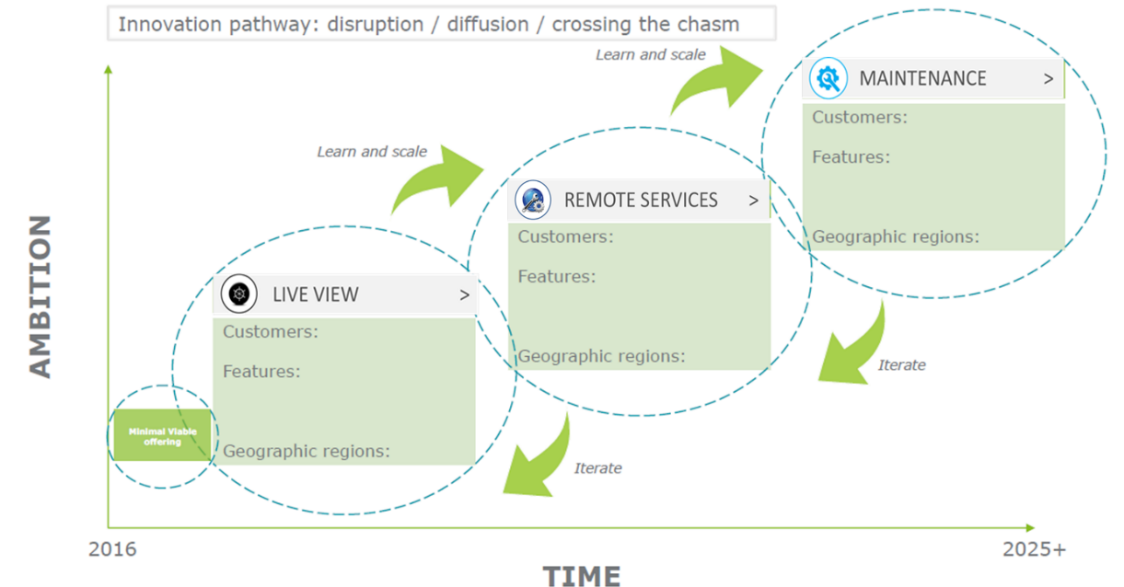 Innovation pathway: disruption / diffusion / crossing the chasm
Learn and scale
MAINTENANCE >
Customers:
Features:
Geographic regions:
Learn and scale
REMOTE SERVICES >
Customers:
Features:
Geographic regions:
Iterate
LIVE VIEW >
Customers:
Features:
Geographic regions:
Iterate
Minimal Viable
offering
AMBITION
2016
2025+
TIME